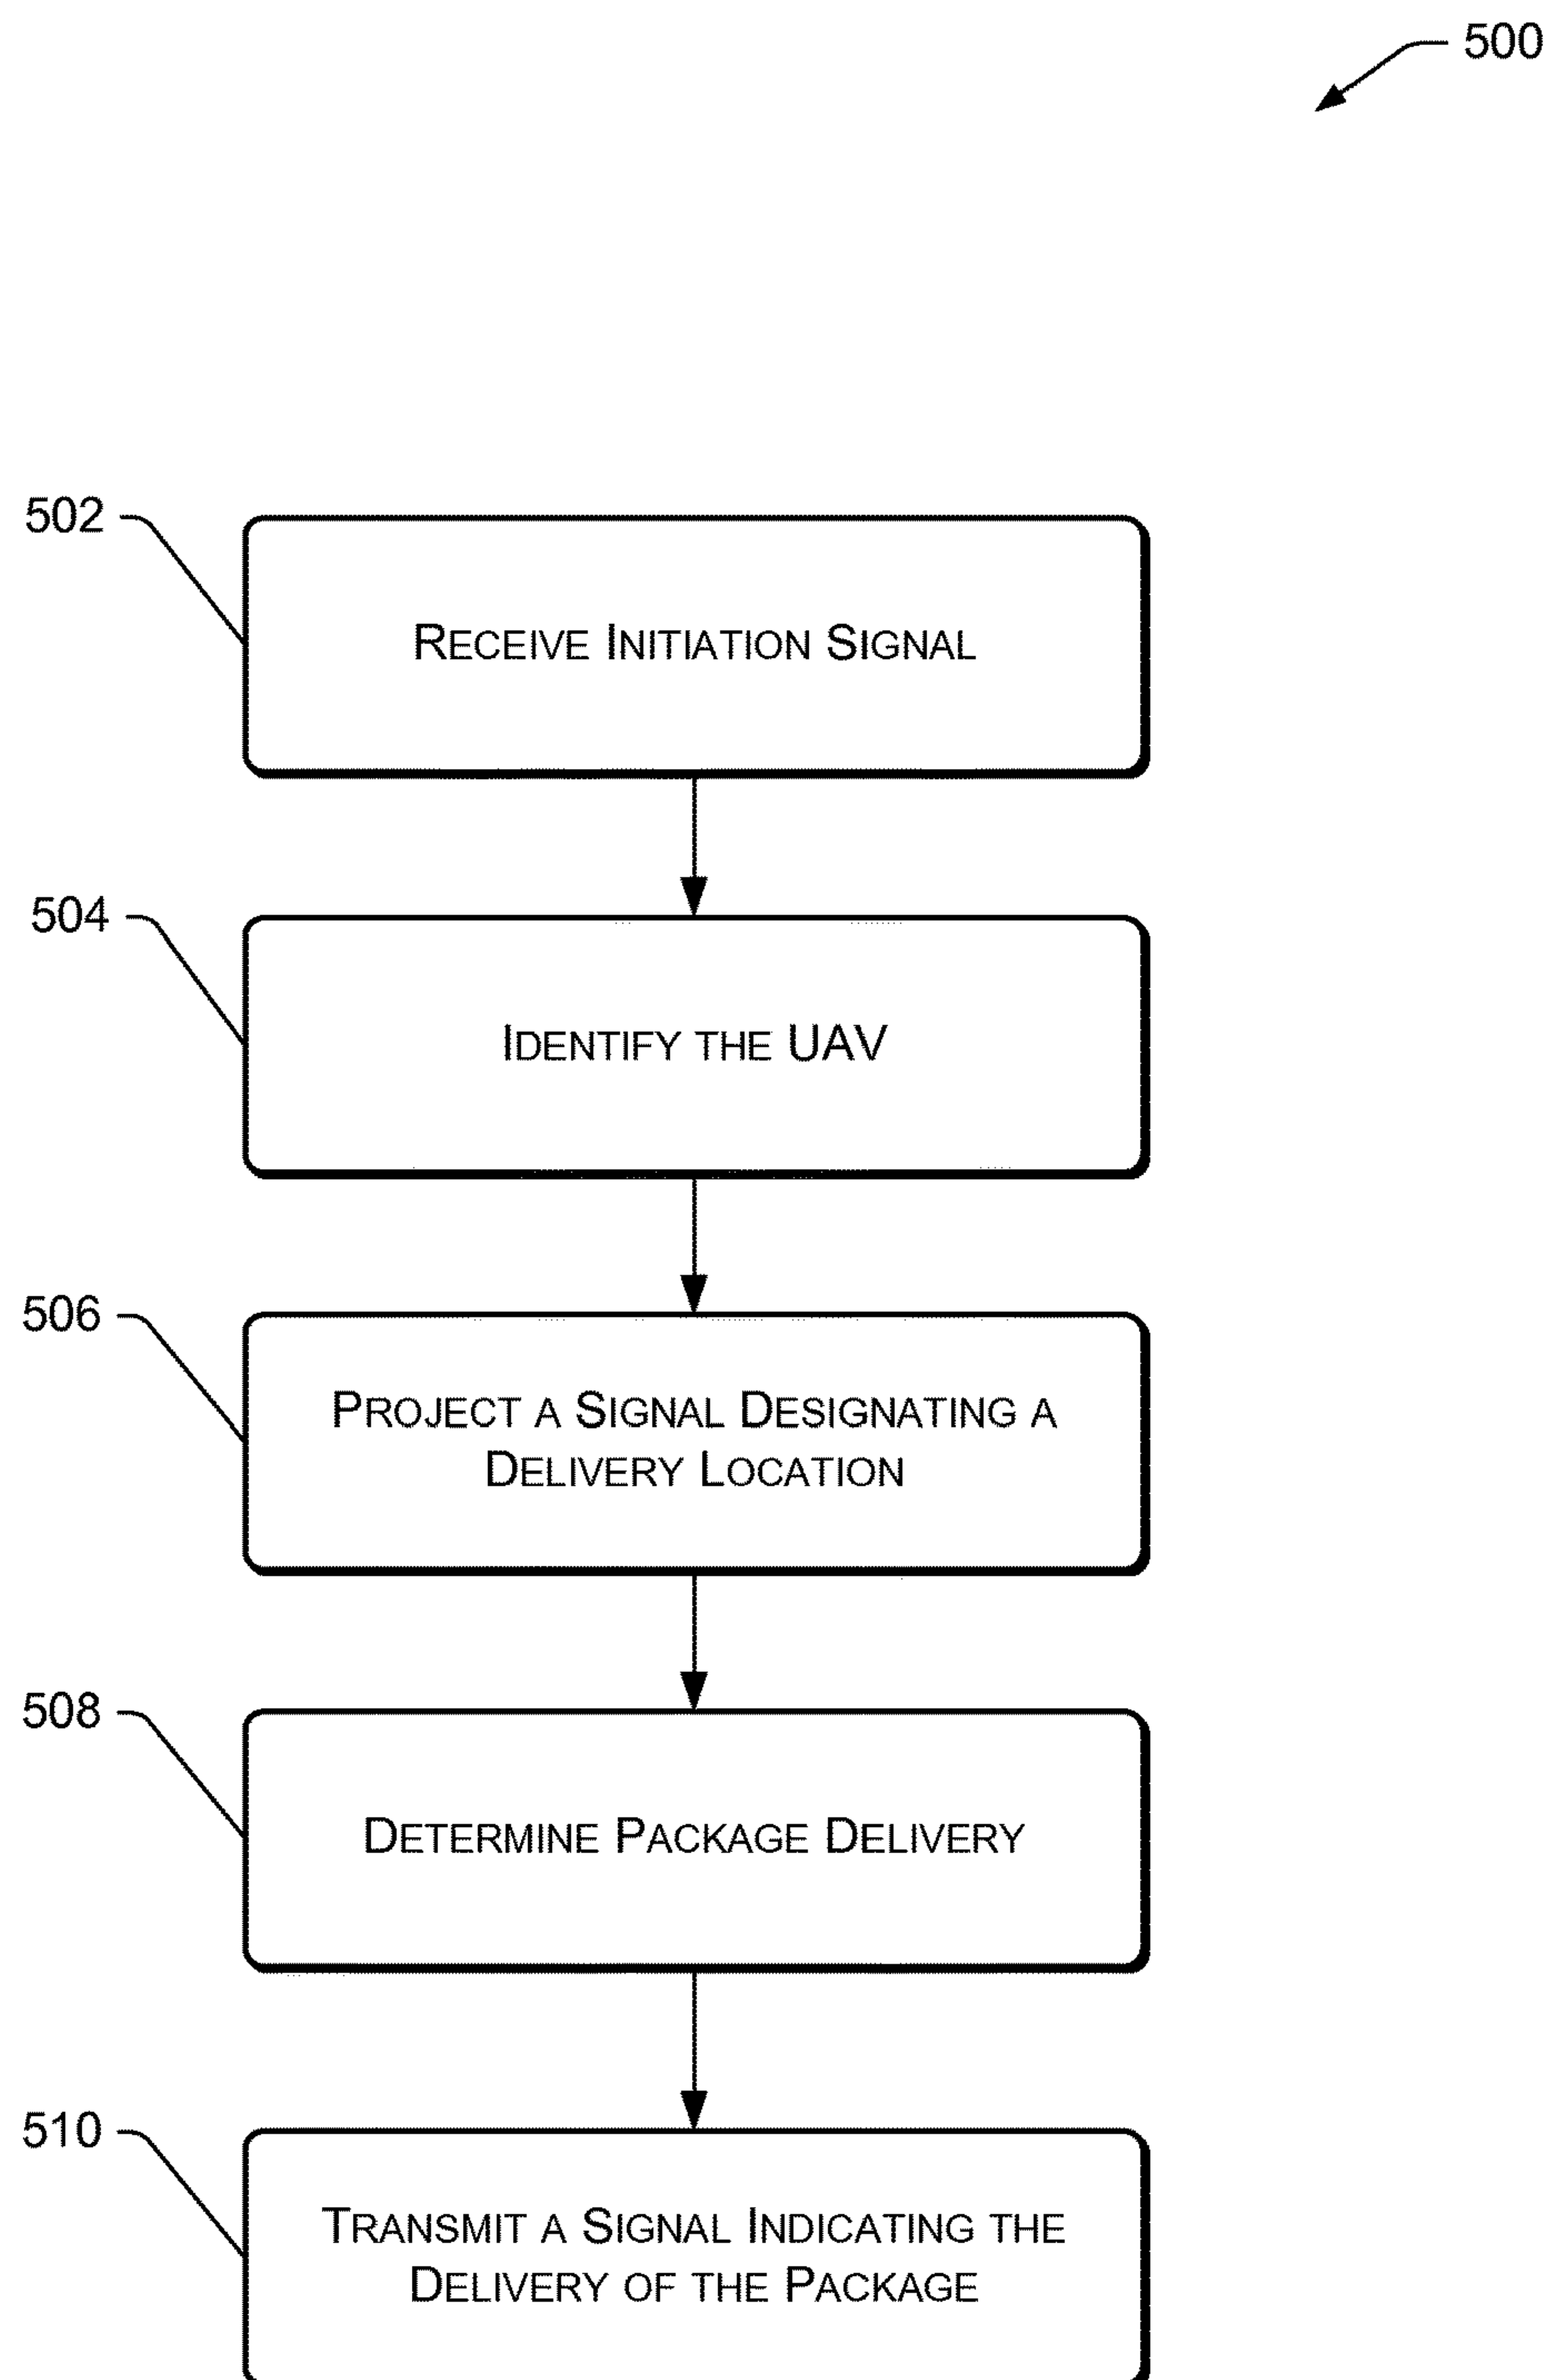 500
502
RECEIVE INITIATION SIGNAL
504
IDENTIFY THE UAV
506
PROJECT A SIGNAL DESIGNATING A
DELIVERY LOCATION
508
DETERMINE PACKAGE DELIVERY
510
TRANSMIT A SIGNAL INDICATING THE
DELIVERY OF THE PACKAGE